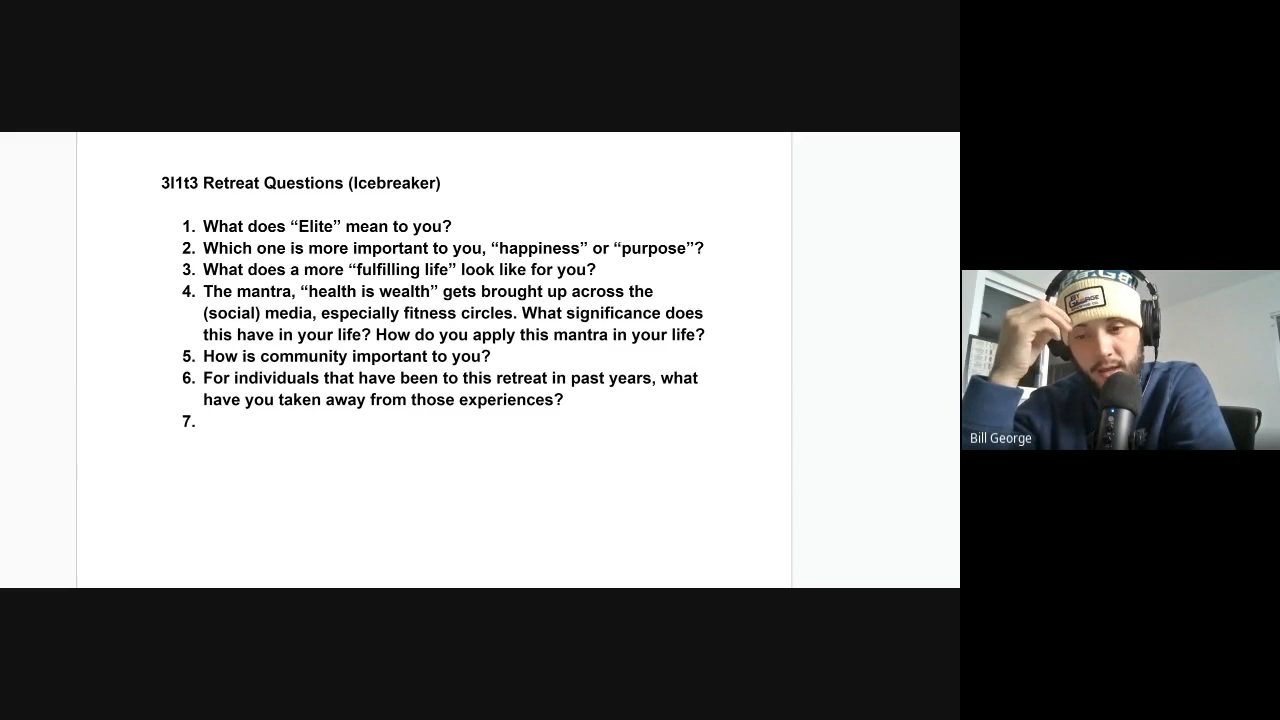 3l1t3 Retreat Questions (Icebreaker)
1. What does “Elite” mean to you?
2. Which one is more important to you, “happiness” or “purpose”?
3. What does a more “fulfilling life” look like for you?
4. The mantra, “health is wealth” gets brought up across the
(social) media, especially fitness circles. What significance does
this have in your life? How do you apply this mantra in your life?
5. How is community important to you?
6. For individuals that have been to this retreat in past years, what
have you taken away from those experiences?
7.
BY
GEORGE
Bill George